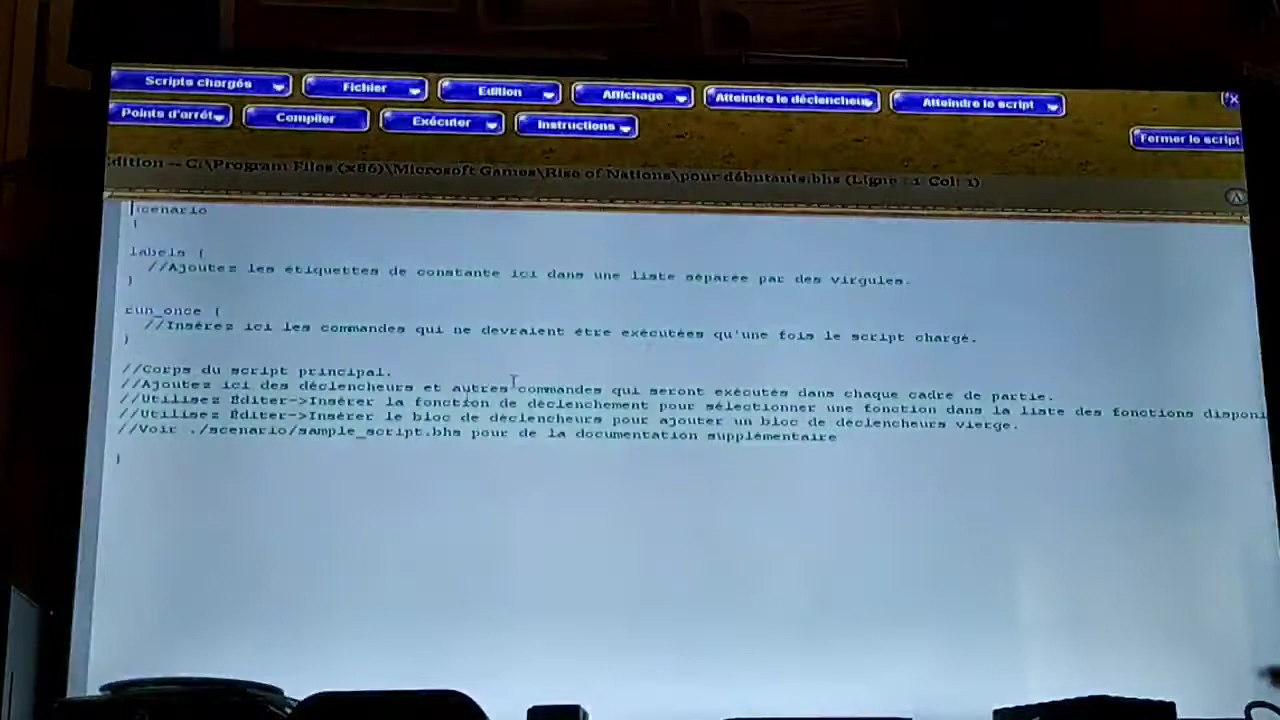 Scripts chargés
Fichier
Edition
Affichage
Atteindre le déclencheur
Atteindre le script
Points d'arrêt
Compiler
Exécuter
Instructions
Fermer le script
Edition -- C:\Program Files (x86)\Microsoft Games\Rise of Nations\pour débutants.bhs (Ligne : 1 Col: 1)
scenario
{
labels {
//Ajoutez les étiquettes de constante ici dans une liste séparée par des virgules.
}
run_once {
//Insérez ici les commandes qui ne devraient être exécutées qu'une fois le script chargé.
}
//Corps du script principal.
//Ajoutez ici des déclencheurs et autres commandes qui seront exécutés dans chaque cadre de partie.
//Utilisez Éditer->Insérer la fonction de déclenchement pour sélectionner une fonction dans la liste des fonctions disponi
//Utilisez Éditer->Insérer le bloc de déclencheurs pour ajouter un bloc de déclencheurs vierge.
//Voir ./scenario/sample_script.bhs pour de la documentation supplémentaire
}